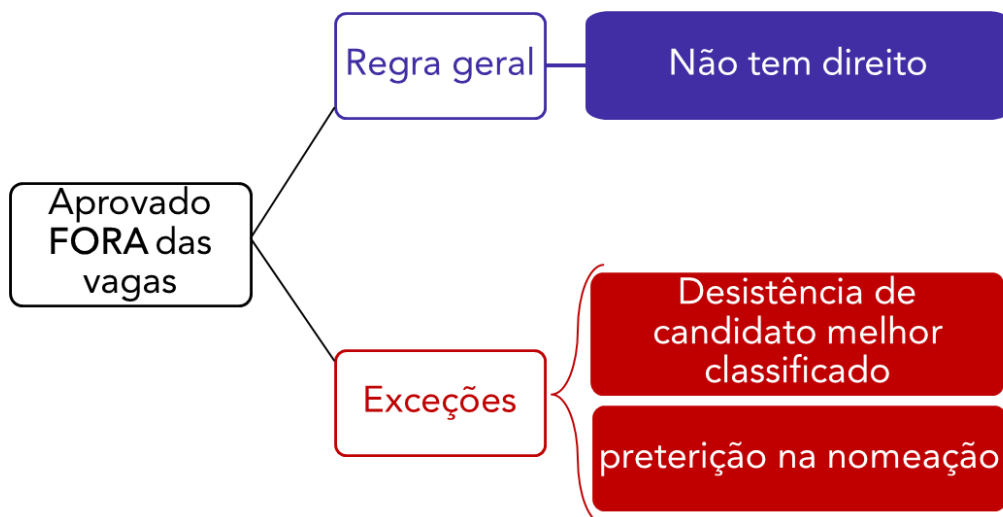 Regra geral
Não tem direito
Aprovado
FORA das
vagas
Desistência de
candidato melhor
classificado
Exceções
preterição na nomeação